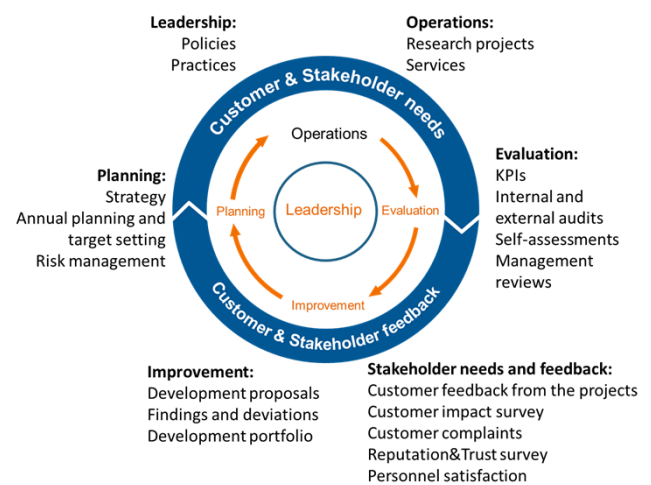 Leadership:
Policies
Practices
Operations:
Research projects
Services
Customer & Stakeholder needs
Operations
Planning:
Strategy
Annual planning and
target setting
Risk management
Planning
Leadership
Evaluation
Evaluation:
KPIs
Internal and
external audits
Self-assessments
Management
reviews
Improvement
Customer & Stakeholder feedback
Improvement:
Development proposals
Findings and deviations
Development portfolio
Stakeholder needs and feedback:
Customer feedback from the projects
Customer impact survey
Customer complaints
Reputation&Trust survey
Personnel satisfaction